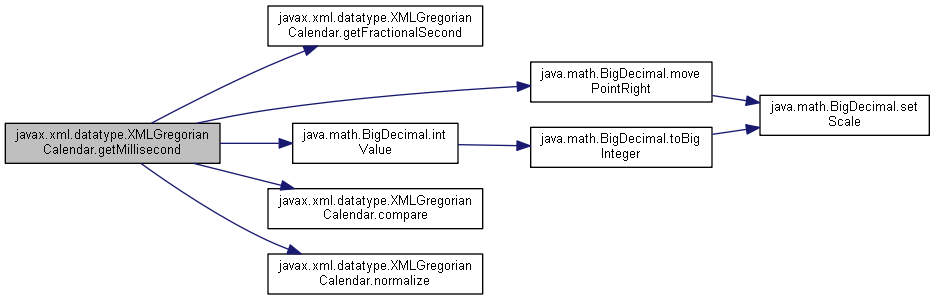 javax.xml.datatype.XMLGregorian
Calendar.getMillisecond
javax.xml.datatype.XMLGregorian
Calendar.getFractionalSecond
java.math.BigDecimal.move
PointRight
java.math.BigDecimal.int
Value
java.math.BigDecimal.toBig
Integer
java.math.BigDecimal.set
Scale
javax.xml.datatype.XMLGregorian
Calendar.compare
javax.xml.datatype.XMLGregorian
Calendar.normalize